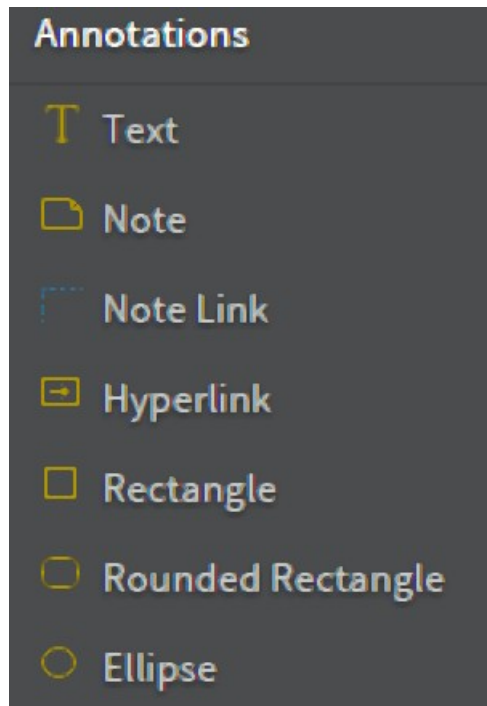 Annotations
Text
Note
Note Link
Hyperlink
Rectangle
Rounded Rectangle
Ellipse